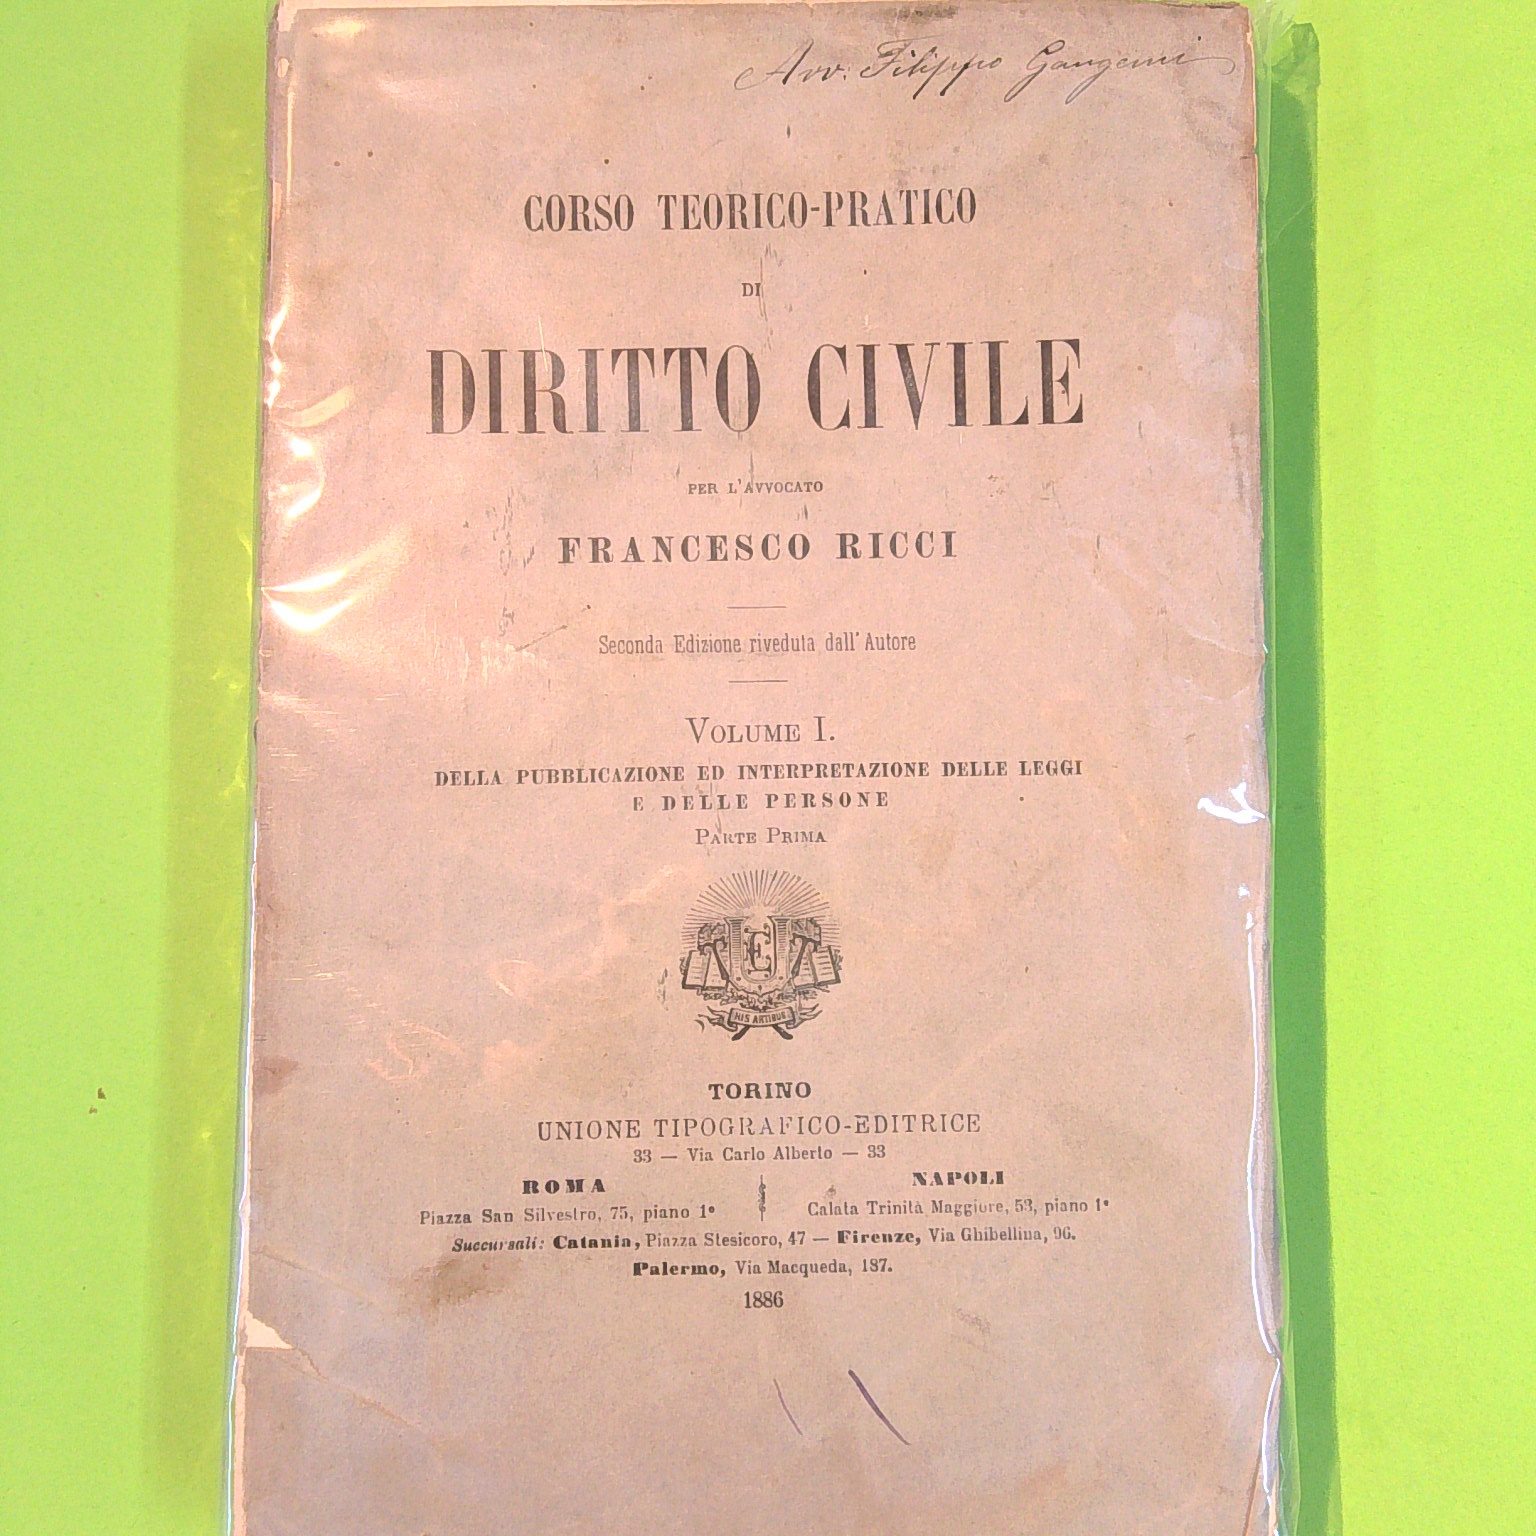 Avv. Filippo Gangemi
CORSO TEORICO-PRATICO
DI
DIRITTO CIVILE
PER L'AVVOCATO
FRANCESCO RICCI
Seconda Edizione riveduta dall'Autore
VOLUME I.
DELLA PUBBLICAZIONE ED INTERPRETAZIONE DELLE LEGGI
E DELLE PERSONE
PARTE PRIMA
UTET
HIS ARTIBUS
TORINO
UNIONE TIPOGRAFICO-EDITRICE
33 — Via Carlo Alberto — 33
ROMA
Piazza San Silvestro, 75, piano 1°
NAPOLI
Calata Trinità Maggiore, 53, piano 1°
Succursali: Catania, Piazza Stesicoro, 47 — Firenze, Via Ghibellina, 96.
Palermo, Via Macqueda, 187.
1886